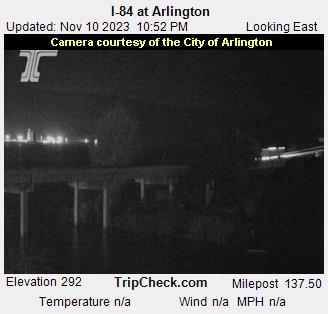 I-84 at Arlington
Updated: Nov 10 2023 10:52 PM Looking East
Camera courtesy of the City of Arlington
Elevation 292 TripCheck.com Milepost 137.50
Temperature n/a Wind n/a MPH n/a